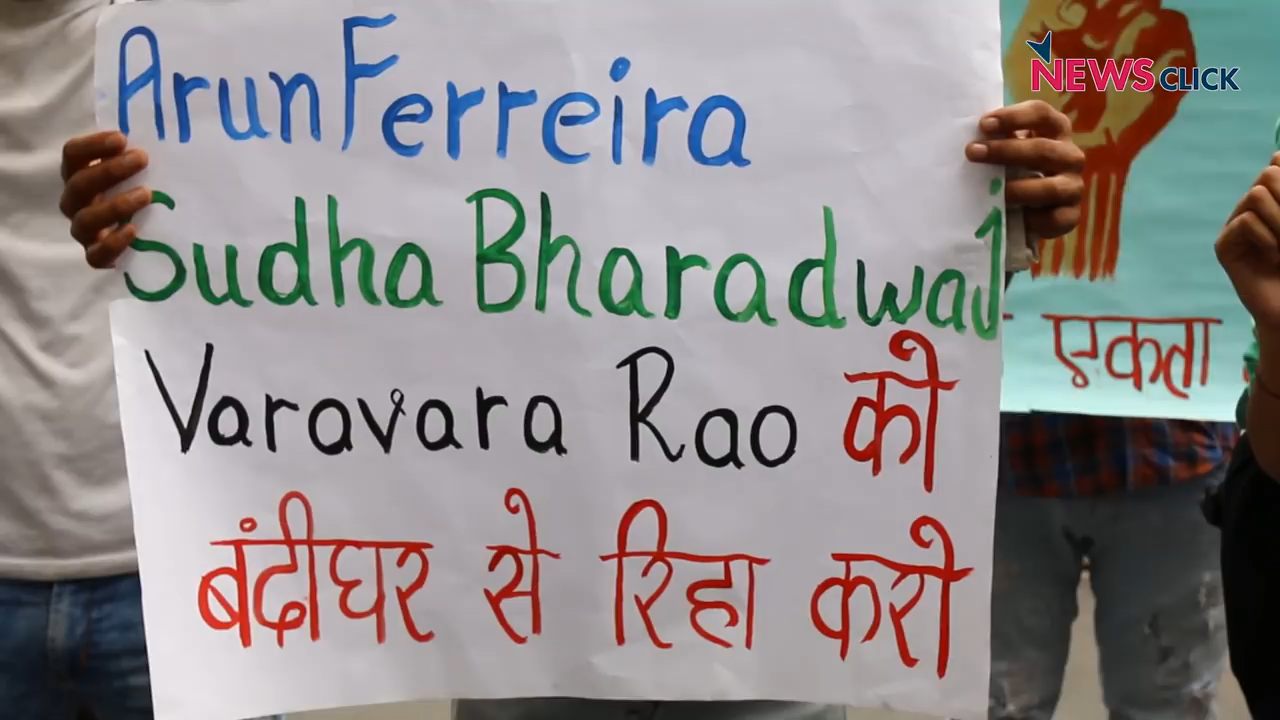 Arun Ferreira
Sudha Bharadwaj
Varavara Rao को
बंदीघर से रिहा करो
NEWSCLICK
एकता